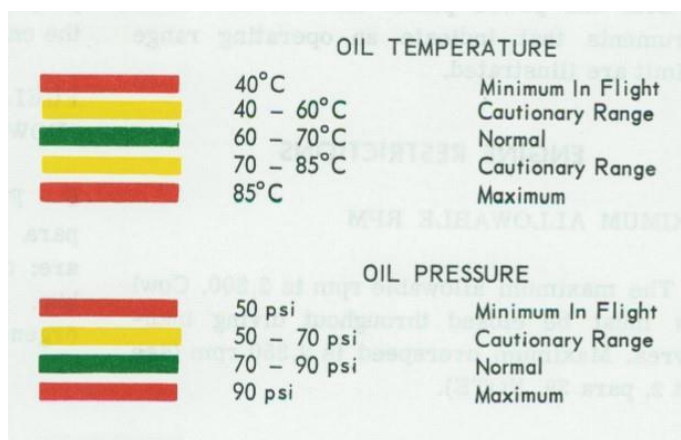 OIL TEMPERATURE
40°C Minimum In Flight
40 – 60°C Cautionary Range
60 – 70°C Normal
70 – 85°C Cautionary Range
85°C Maximum
OIL PRESSURE
50 psi Minimum In Flight
50 – 70 psi Cautionary Range
70 – 90 psi Normal
90 psi Maximum